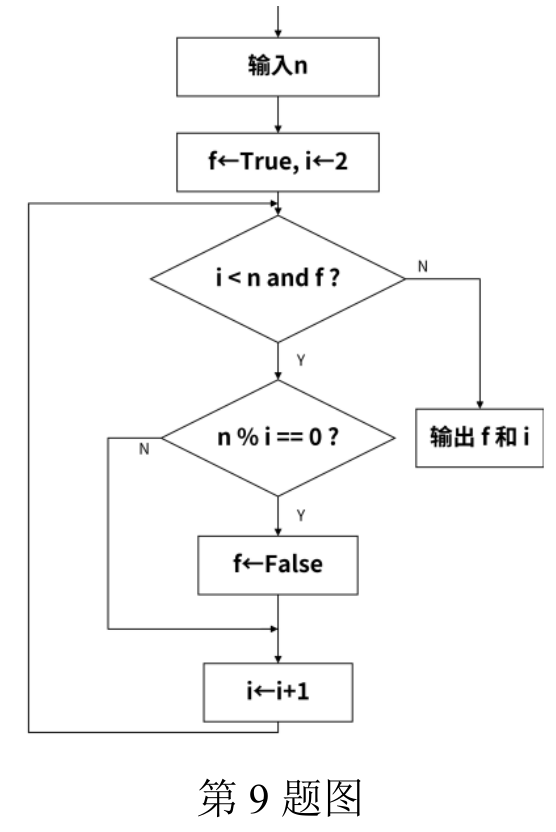 输入n
f←True, i←2
i < n and f ?
N
Y
n % i == 0 ?
N
输出 f 和 i
Y
f←False
i←i+1
第 9 题图